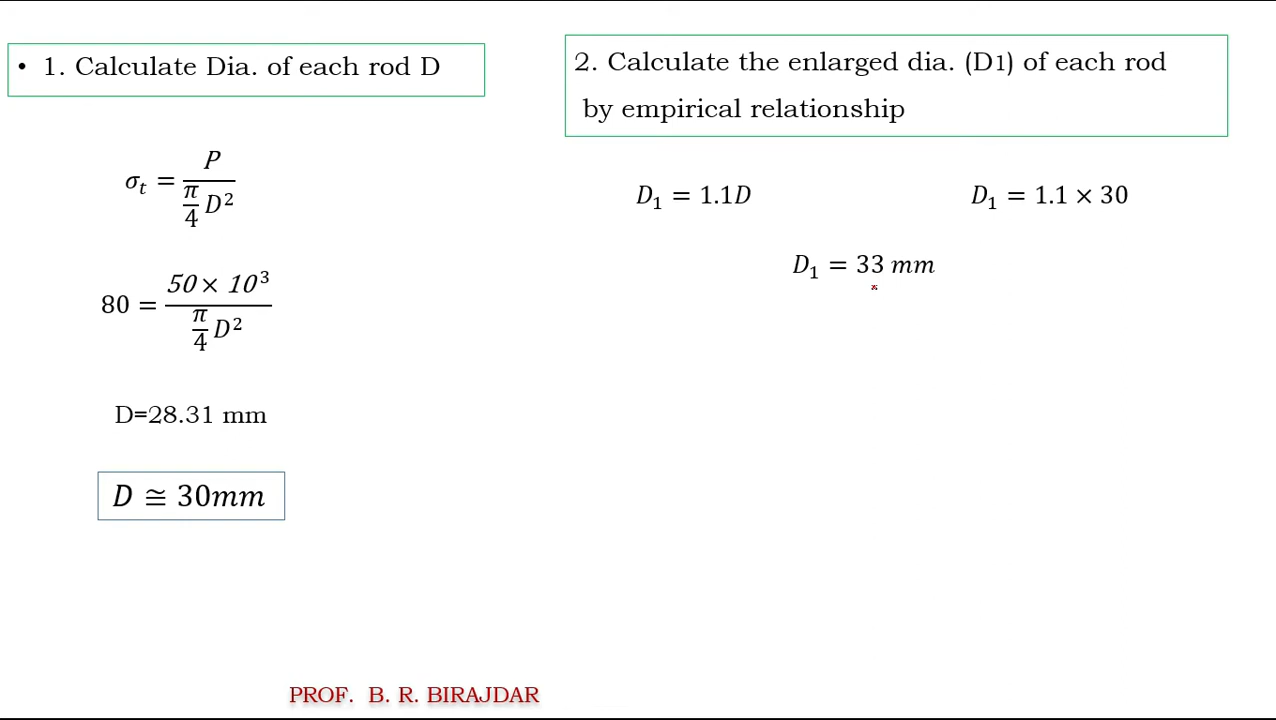 • 1. Calculate Dia. of each rod D
σₜ = P / (π/4 D²)
80 = 50 × 10³ / (π/4 D²)
D=28.31 mm
D ≅ 30mm
2. Calculate the enlarged dia. (D1) of each rod
by empirical relationship
D₁ = 1.1D
D₁ = 1.1 × 30
D₁ = 33 mm
PROF. B. R. BIRAJDAR